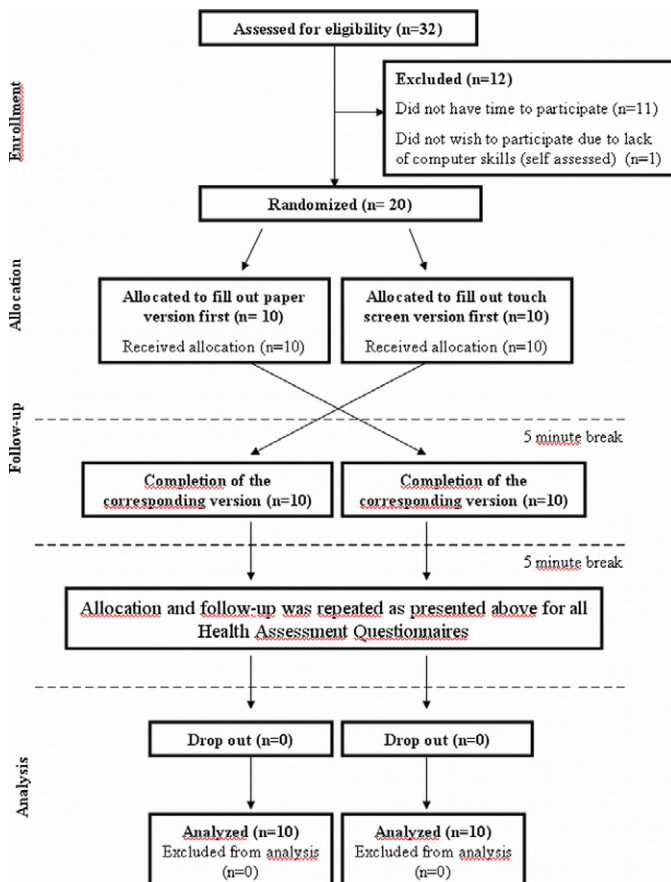 Assessed for eligibility (n=32)
Enrollment
Excluded (n=12)
Did not have time to participate (n=11)
Did not wish to participate due to lack
of computer skills (self assessed) (n=1)
Randomized (n= 20)
Allocation
Allocated to fill out paper
version first (n= 10)
Received allocation (n=10)
Allocated to fill out touch
screen version first (n=10)
Received allocation (n=10)
Follow-up
5 minute break
Completion of the
corresponding version (n=10)
Completion of the
corresponding version (n=10)
5 minute break
Allocation and follow-up was repeated as presented above for all
Health Assessment Questionnaires
Analysis
Drop out (n=0)
Drop out (n=0)
Analyzed (n=10)
Excluded from analysis
(n=0)
Analyzed (n=10)
Excluded from analysis
(n=0)